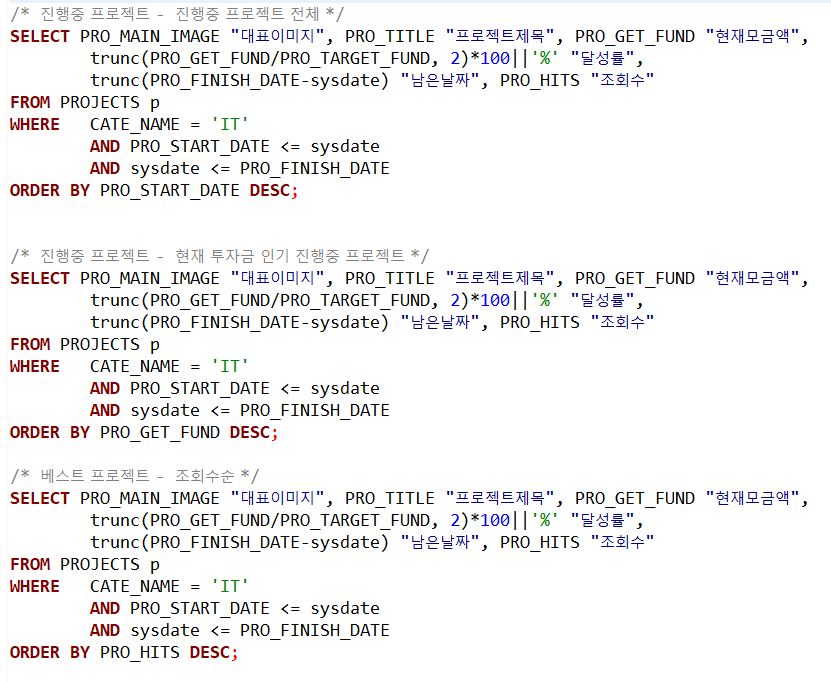 /* 진행중 프로젝트 - 진행중 프로젝트 전체 */
SELECT PRO_MAIN_IMAGE "대표이미지", PRO_TITLE "프로젝트제목", PRO_GET_FUND "현재모금액",
trunc(PRO_GET_FUND/PRO_TARGET_FUND, 2)*100||'%' "달성률",
trunc(PRO_FINISH_DATE-sysdate) "남은날짜", PRO_HITS "조회수"
FROM PROJECTS p
WHERE CATE_NAME = 'IT'
AND PRO_START_DATE <= sysdate
AND sysdate <= PRO_FINISH_DATE
ORDER BY PRO_START_DATE DESC;
/* 진행중 프로젝트 - 현재 투자금 인기 진행중 프로젝트 */
SELECT PRO_MAIN_IMAGE "대표이미지", PRO_TITLE "프로젝트제목", PRO_GET_FUND "현재모금액",
trunc(PRO_GET_FUND/PRO_TARGET_FUND, 2)*100||'%' "달성률",
trunc(PRO_FINISH_DATE-sysdate) "남은날짜", PRO_HITS "조회수"
FROM PROJECTS p
WHERE CATE_NAME = 'IT'
AND PRO_START_DATE <= sysdate
AND sysdate <= PRO_FINISH_DATE
ORDER BY PRO_GET_FUND DESC;
/* 베스트 프로젝트 - 조회수순 */
SELECT PRO_MAIN_IMAGE "대표이미지", PRO_TITLE "프로젝트제목", PRO_GET_FUND "현재모금액",
trunc(PRO_GET_FUND/PRO_TARGET_FUND, 2)*100||'%' "달성률",
trunc(PRO_FINISH_DATE-sysdate) "남은날짜", PRO_HITS "조회수"
FROM PROJECTS p
WHERE CATE_NAME = 'IT'
AND PRO_START_DATE <= sysdate
AND sysdate <= PRO_FINISH_DATE
ORDER BY PRO_HITS DESC;